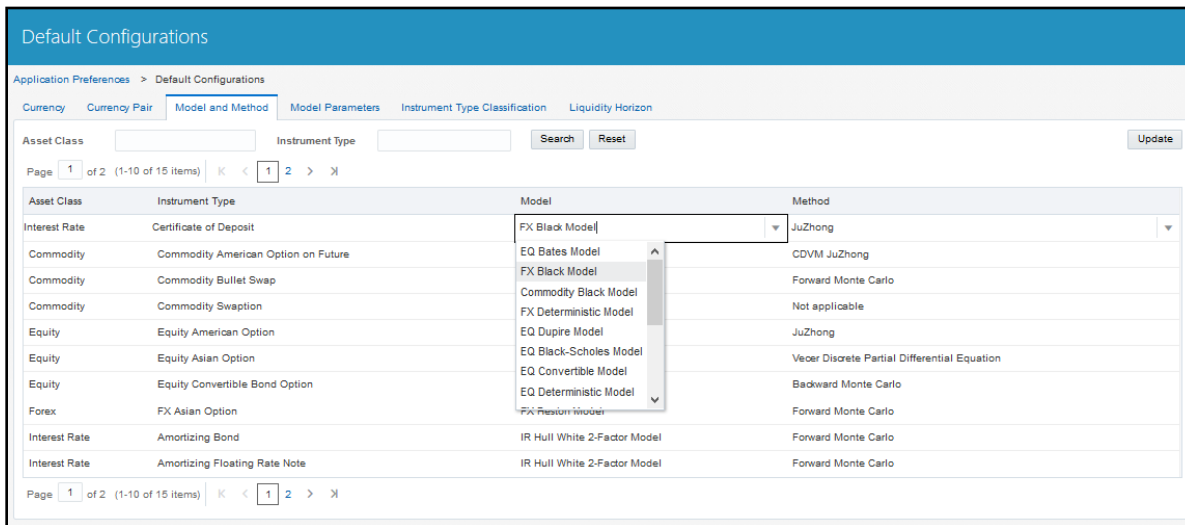 Default Configurations
Application Preferences > Default Configurations
Currency Currency Pair Model and Method Model Parameters Instrument Type Classification Liquidity Horizon
Asset Class Instrument Type Search Reset Update
Page 1 of 2 (1-10 of 15 items) K < 1 2 > >|
Asset Class Instrument Type Model Method
Interest Rate Certificate of Deposit FX Black Model JuZhong
EQ Bates Model
Commodity Commodity American Option on Future CDVM JuZhong
FX Black Model
Commodity Commodity Bullet Swap Forward Monte Carlo
Commodity Black Model
Commodity Commodity Swaption Not applicable
FX Deterministic Model
Equity Equity American Option JuZhong
EQ Dupire Model
Equity Equity Asian Option Vecer Discrete Partial Differential Equation
EQ Black-Scholes Model
EQ Convertible Model
Equity Equity Convertible Bond Option Backward Monte Carlo
EQ Deterministic Model
Forex FX Asian Option Forward Monte Carlo
Interest Rate Amortizing Bond IR Hull White 2-Factor Model Forward Monte Carlo
Interest Rate Amortizing Floating Rate Note IR Hull White 2-Factor Model Forward Monte Carlo
Page 1 of 2 (1-10 of 15 items) K < 1 2 > >|